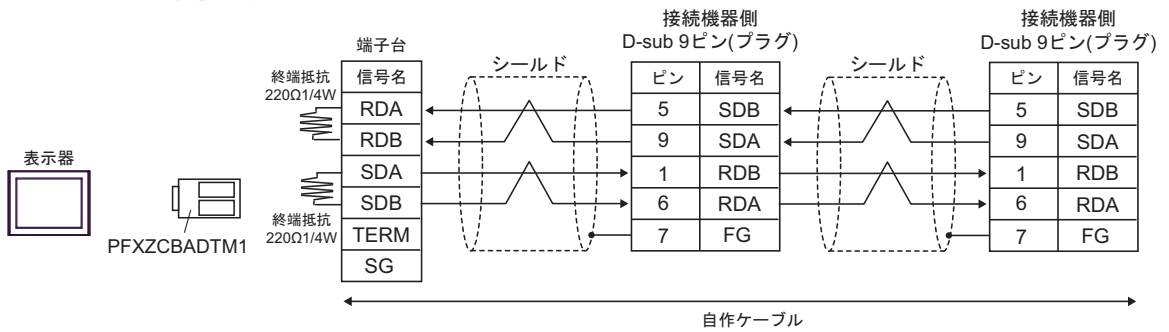 表示器
PFXZCBADTM1
終端抵抗
220Ω1/4W
終端抵抗
220Ω1/4W
端子台
信号名
RDA
RDB
SDA
SDB
TERM
SG
シールド
接続機器側
D-sub 9ピン(プラグ)
ピン 信号名
5 SDB
9 SDA
1 RDB
6 RDA
7 FG
シールド
接続機器側
D-sub 9ピン(プラグ)
ピン 信号名
5 SDB
9 SDA
1 RDB
6 RDA
7 FG
自作ケーブル